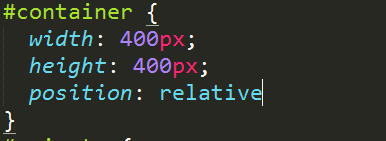 #container {
  width: 400px;
  height: 400px;
  position: relative
}